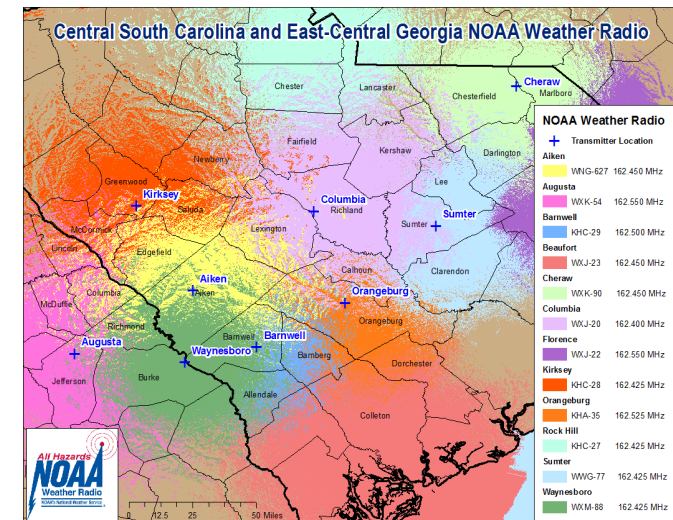 Central South Carolina and East-Central Georgia NOAA Weather Radio
Cheraw
Chester
Lancaster
Chesterfield
Marlboro
Fairfield
Kershaw
Darlington
Newberry
Lee
Greenwood
Kirksey
Saluda
Columbia
Richland
Sumter
Sumter
McCormick
Lexington
Lincoln
Edgefield
Calhoun
Clarendon
Aiken
Aiken
Orangeburg
Columbia
McDuffie
Orangeburg
Richmond
Augusta
Barnwell
Barnwell
Waynesboro
Bamberg
Dorchester
Jefferson
Burke
Allendale
Colleton
NOAA Weather Radio
Transmitter Location
Aiken
WNG-627 162.450 MHz
Augusta
WXK-54 162.550 MHz
Barnwell
KHC-29 162.500 MHz
Beaufort
WXJ-23 162.450 MHz
Cheraw
WXK-90 162.450 MHz
Columbia
WXJ-20 162.400 MHz
Florence
WXJ-22 162.550 MHz
Kirksey
KHC-28 162.425 MHz
Orangeburg
KHA-35 162.525 MHz
Rock Hill
KHC-27 162.425 MHz
Sumter
WWG-77 162.425 MHz
Waynesboro
WXM-88 162.425 MHz
All Hazards
NOAA
Weather Radio
NOAA's National Weather Service
0 12.5 25 50 Miles